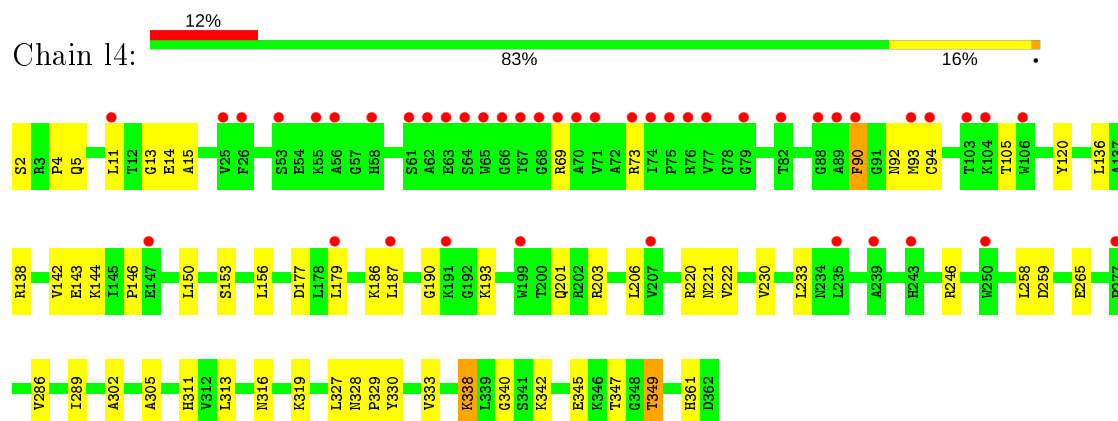 12%
Chain l4:
83% 16% •
S2 R3 P4 Q5 L11 T12 G13 E14 A15 V25 F26 S53 E54 K55 A56 G57 H58 S61 A62 E63 S64 W65 G66 T67 G68 R69 A70 V71 A72 R73 I74 P75 R76 V77 G78 G79 T82 G88 A89 F90 G91 N92 M93 C94 T103 K104 T105 W106 Y120 L136 A137
R138 V142 E143 K144 I145 P146 E147 L150 S153 L156 D177 L178 L179 K186 L187 G190 K191 G192 K193 W199 T200 Q201 R202 R203 L206 V207 R220 N221 V222 V230 L233 N234 L235 A239 H243 R246 W250 L258 D259 E265
V286 I289 A302 A305 H311 V312 L313 N316 K319 L327 N328 P329 Y330 V333 K338 L339 G340 S341 K342 E345 K346 T347 G348 T349 H361 D362